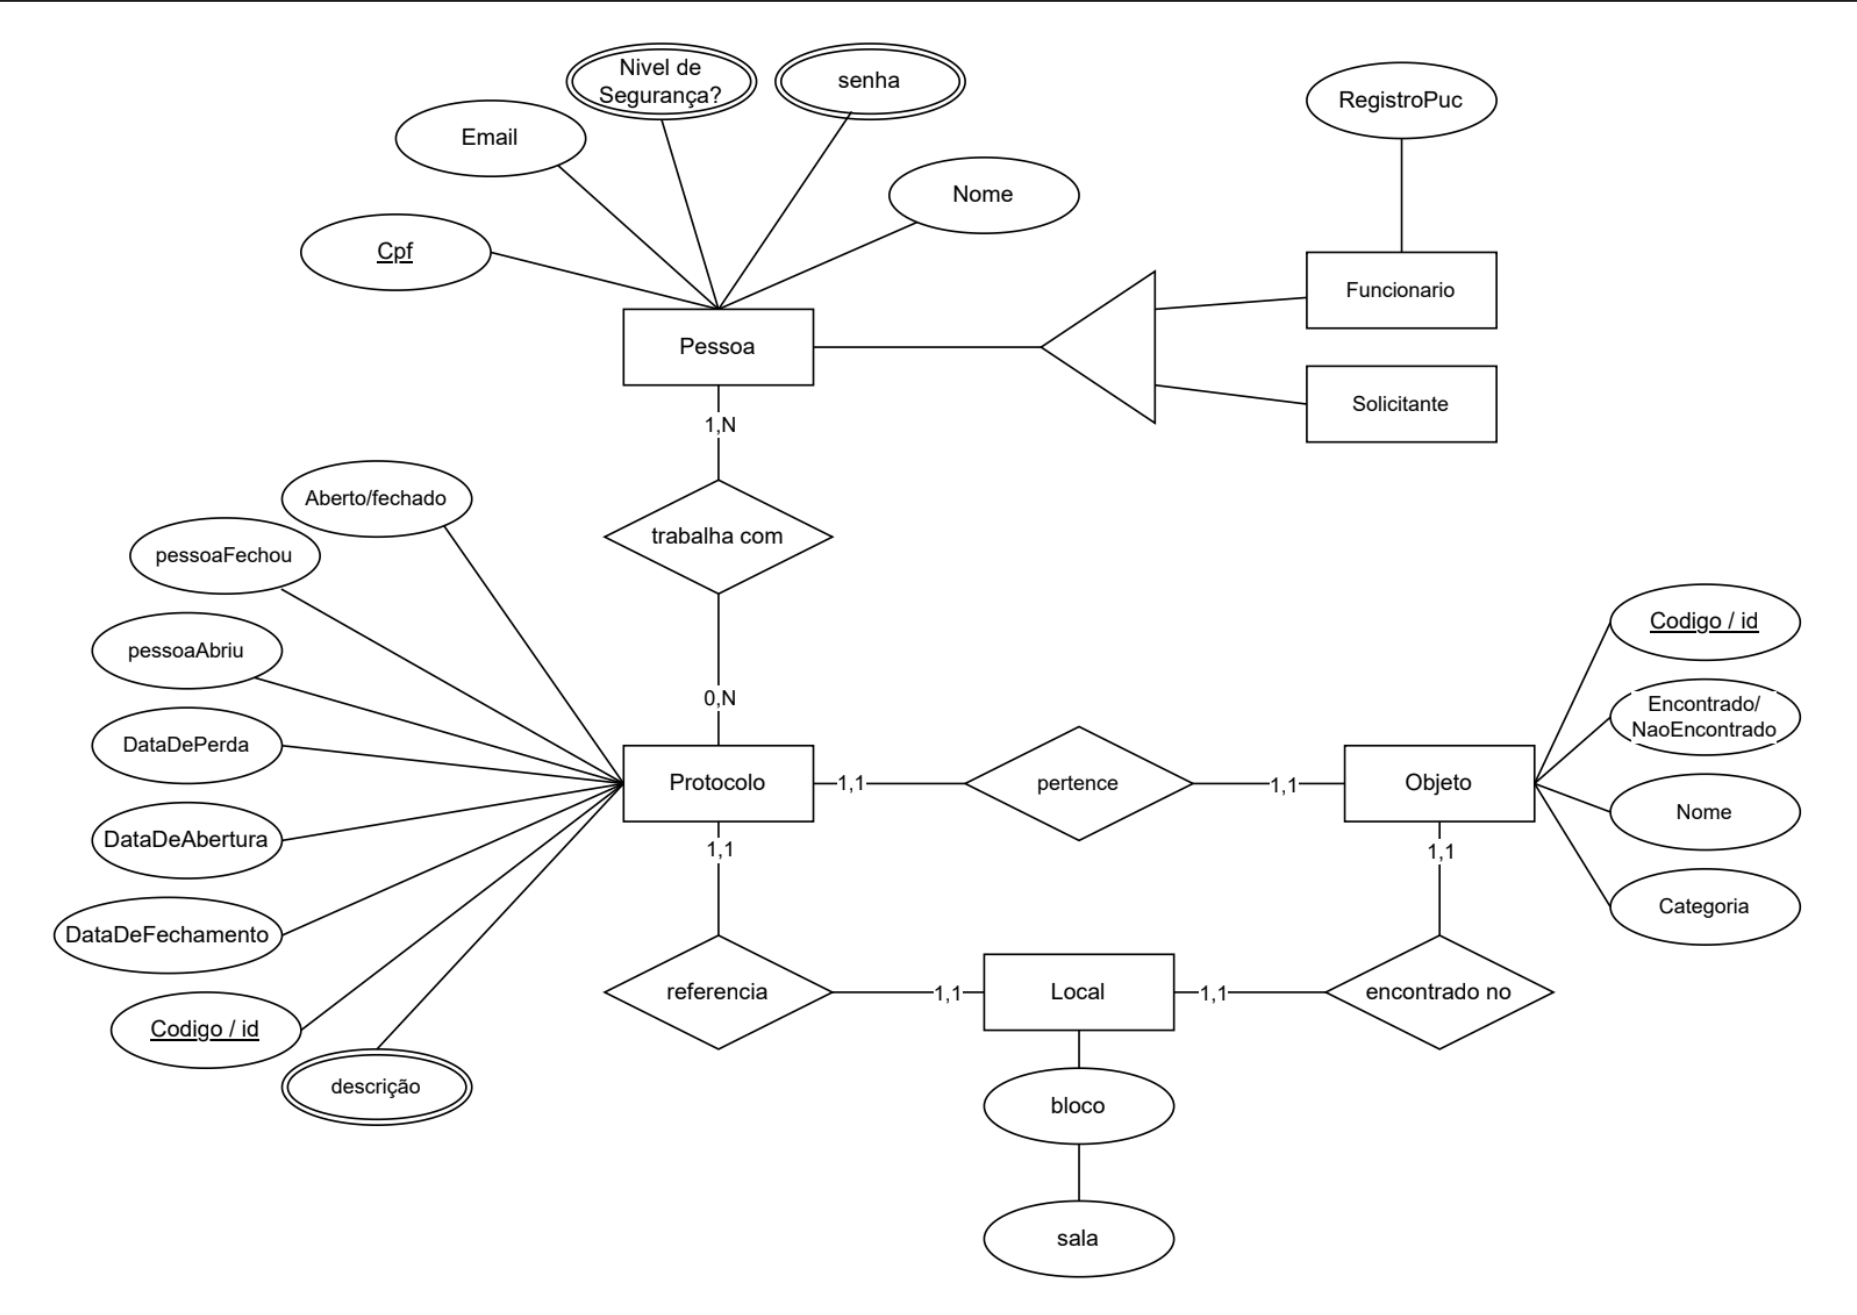 Nivel de
Segurança?
senha
RegistroPuc
Email
Nome
Cpf
Funcionario
Pessoa
Solicitante
1,N
Aberto/fechado
trabalha com
pessoaFechou
Codigo / id
pessoaAbriu
0,N
Encontrado/
NaoEncontrado
DataDePerda
Protocolo
1,1
pertence
1,1
Objeto
Nome
DataDeAbertura
1,1
1,1
Categoria
DataDeFechamento
referencia
1,1
Local
1,1
encontrado no
Codigo / id
descrição
bloco
sala